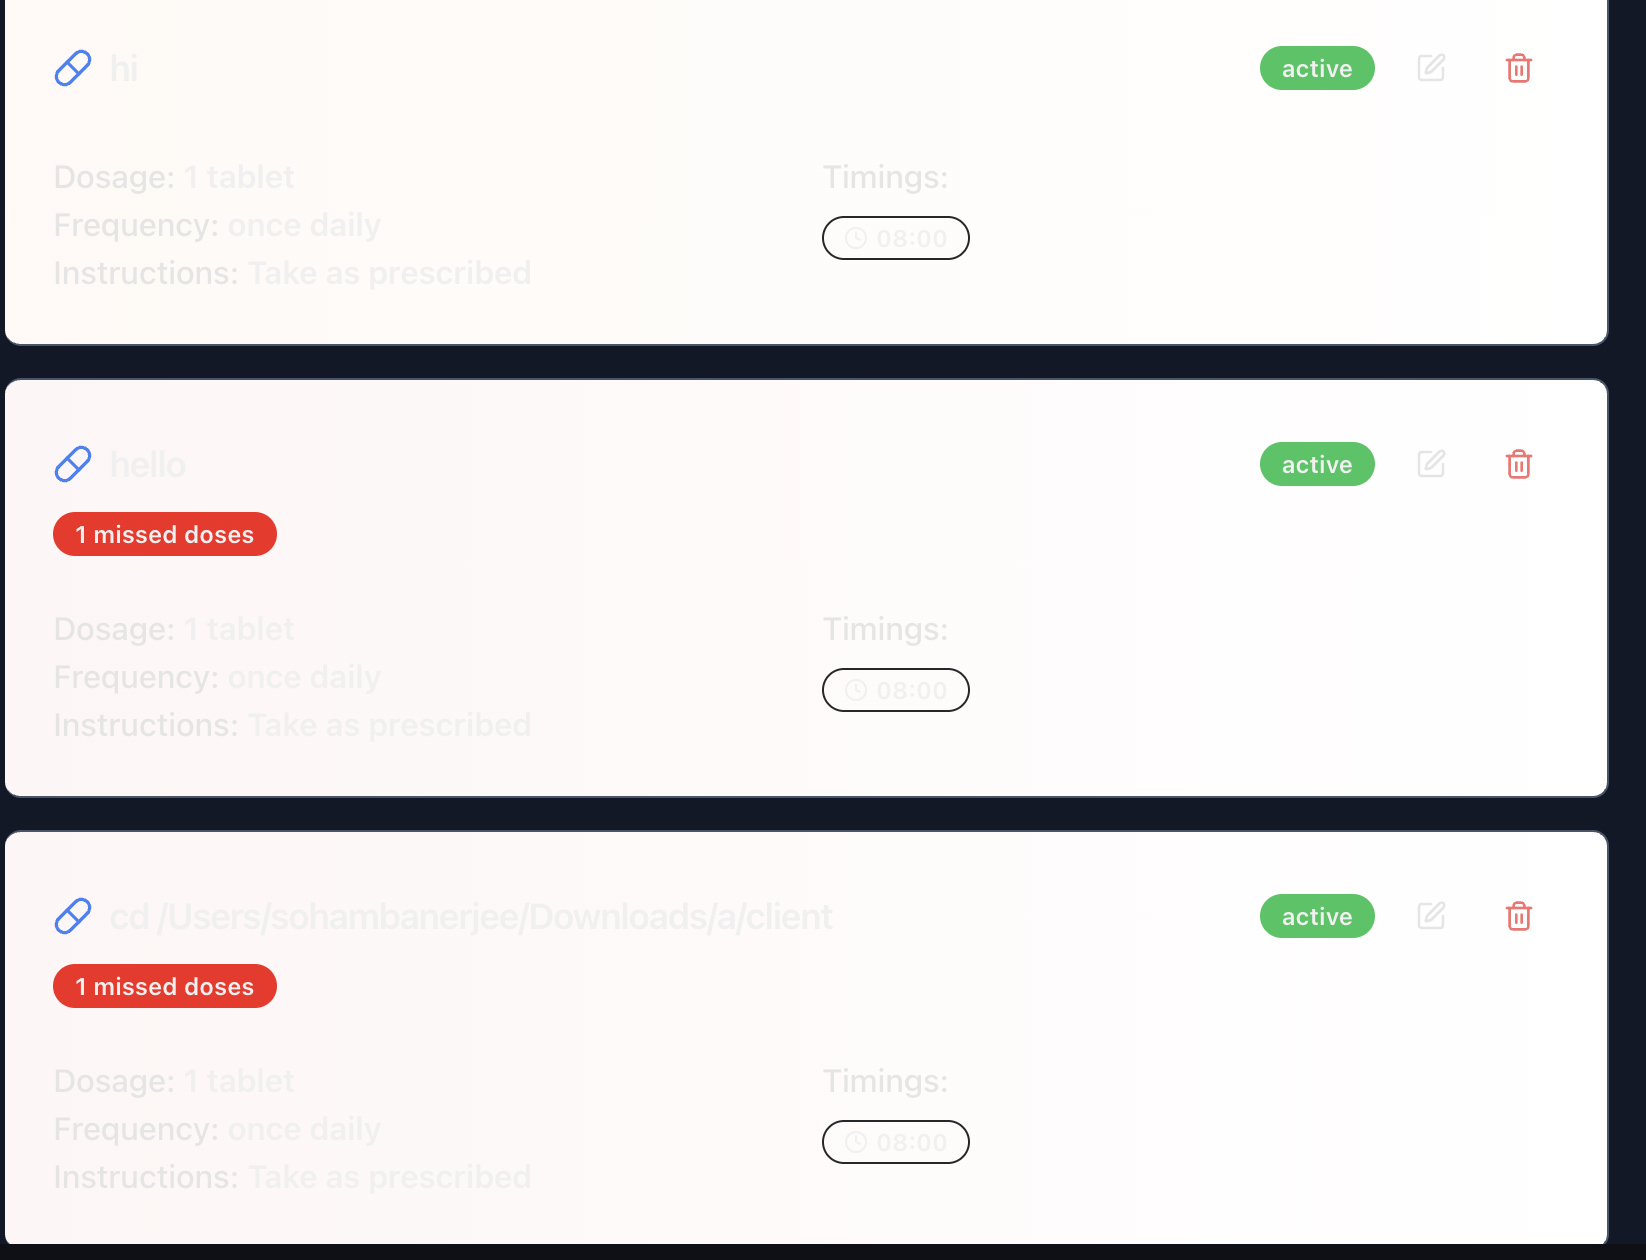 hi
active
Dosage: 1 tablet
Timings:
Frequency: once daily
08:00
Instructions: Take as prescribed
hello
active
1 missed doses
Dosage: 1 tablet
Timings:
Frequency: once daily
08:00
Instructions: Take as prescribed
cd /Users/sohambanerjee/Downloads/a/client
active
1 missed doses
Dosage: 1 tablet
Timings:
Frequency: once daily
08:00
Instructions: Take as prescribed